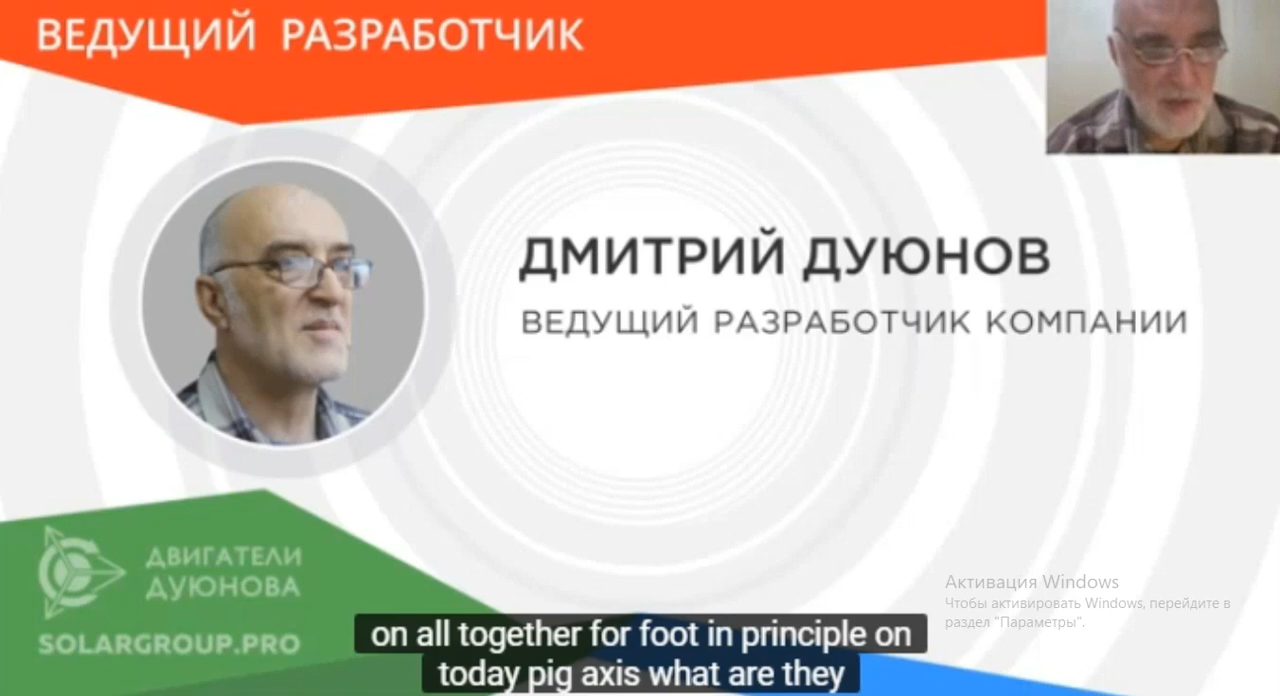 ВЕДУЩИЙ РАЗРАБОТЧИК
ДМИТРИЙ ДУЮНОВ
ВЕДУЩИЙ РАЗРАБОТЧИК КОМПАНИИ
ДВИГАТЕЛИ
ДУЮНОВА
SOLARGROUP.PRO
Активация Windows
Чтобы активировать Windows, перейдите в
раздел "Параметры".
on all together for foot in principle on
today pig axis what are they